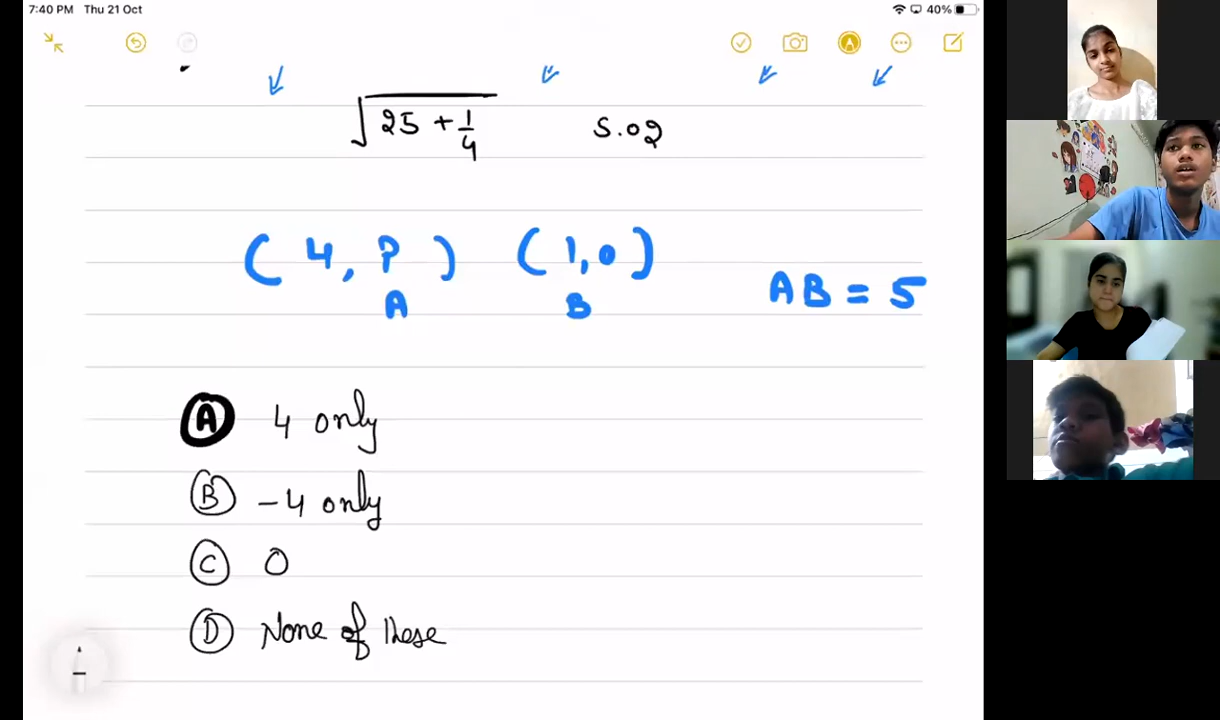 7:40 PM Thu 21 Oct
40%
√25 + 1/4 5.02
( 4, P ) ( 1, 0 )
A B AB = 5
A 4 only
B -4 only
C 0
D None of these